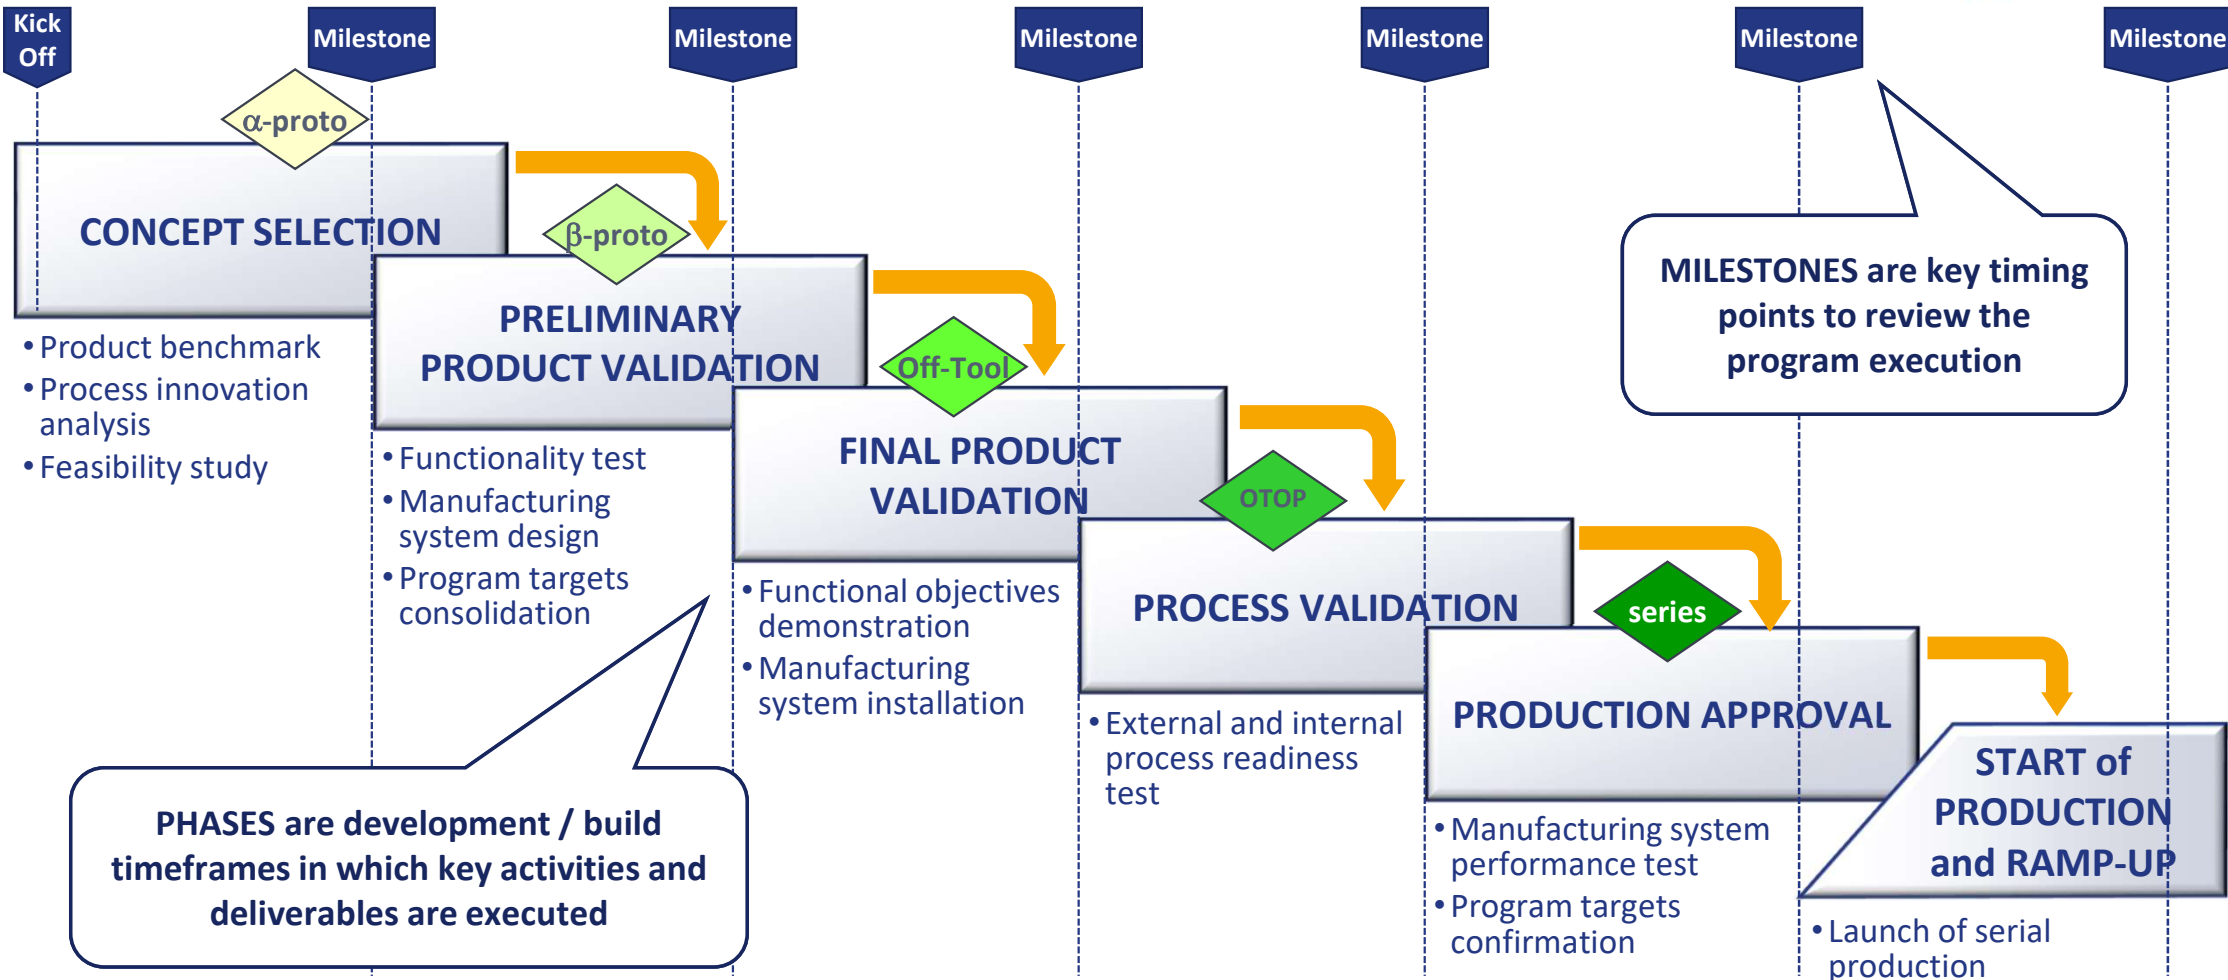 Kick
Off
Milestone
Milestone
Milestone
Milestone
Milestone
Milestone
α-proto
CONCEPT SELECTION
• Product benchmark
• Process innovation
analysis
• Feasibility study
β-proto
PRELIMINARY
PRODUCT VALIDATION
• Functionality test
• Manufacturing
system design
• Program targets
consolidation
Off-Tool
FINAL PRODUCT
VALIDATION
• Functional objectives
demonstration
• Manufacturing
system installation
OTOP
PROCESS VALIDATION
• External and internal
process readiness
test
series
PRODUCTION APPROVAL
• Manufacturing system
performance test
• Program targets
confirmation
START of
PRODUCTION
and RAMP-UP
• Launch of serial
production
MILESTONES are key timing
points to review the
program execution
PHASES are development / build
timeframes in which key activities and
deliverables are executed